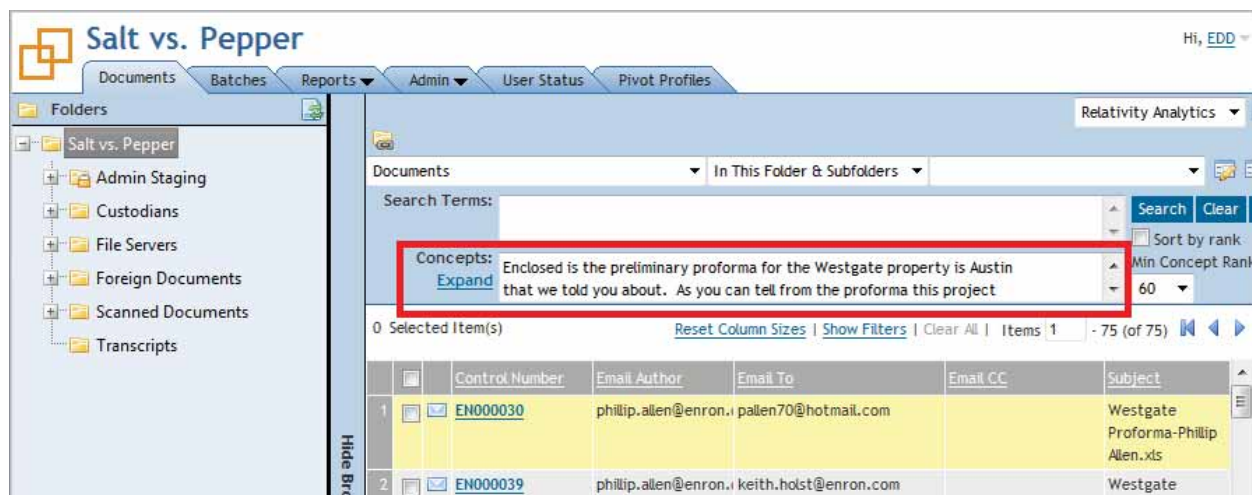 Salt vs. Pepper
Hi, EDD
Documents Batches Reports Admin User Status Pivot Profiles
Folders
Relativity Analytics
Salt vs. Pepper
Admin Staging
Custodians
File Servers
Foreign Documents
Scanned Documents
Transcripts
Hide Bro
Documents In This Folder & Subfolders
Search Terms:
Search Clear
Sort by rank
Concepts: Enclosed is the preliminary proforma for the Westgate property is Austin
Expand that we told you about. As you can tell from the proforma this project
Min Concept Rank
60
0 Selected Item(s) Reset Column Sizes | Show Filters | Clear All | Items 1 - 75 (of 75)
Control Number Email Author Email To Email CC Subject
1 EN000030 phillip.allen@enron. pallen70@hotmail.com Westgate
Proforma-Phillip
Allen.xls
2 EN000039 phillip.allen@enron. keith.holst@enron.com Westgate